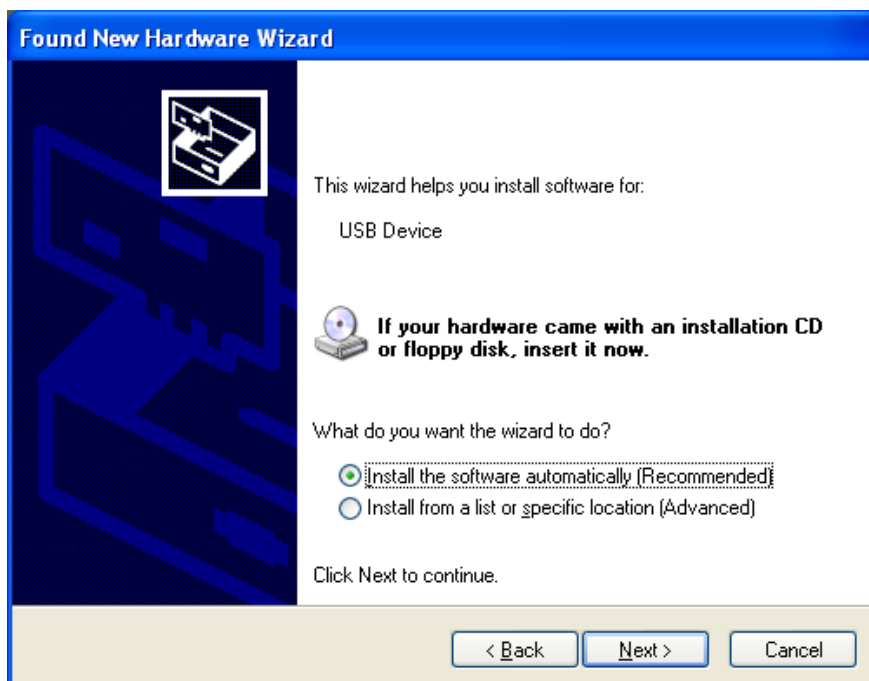 Found New Hardware Wizard
This wizard helps you install software for:
USB Device
If your hardware came with an installation CD
or floppy disk, insert it now.
What do you want the wizard to do?
Install the software automatically (Recommended)
Install from a list or specific location (Advanced)
Click Next to continue.
< Back Next > Cancel